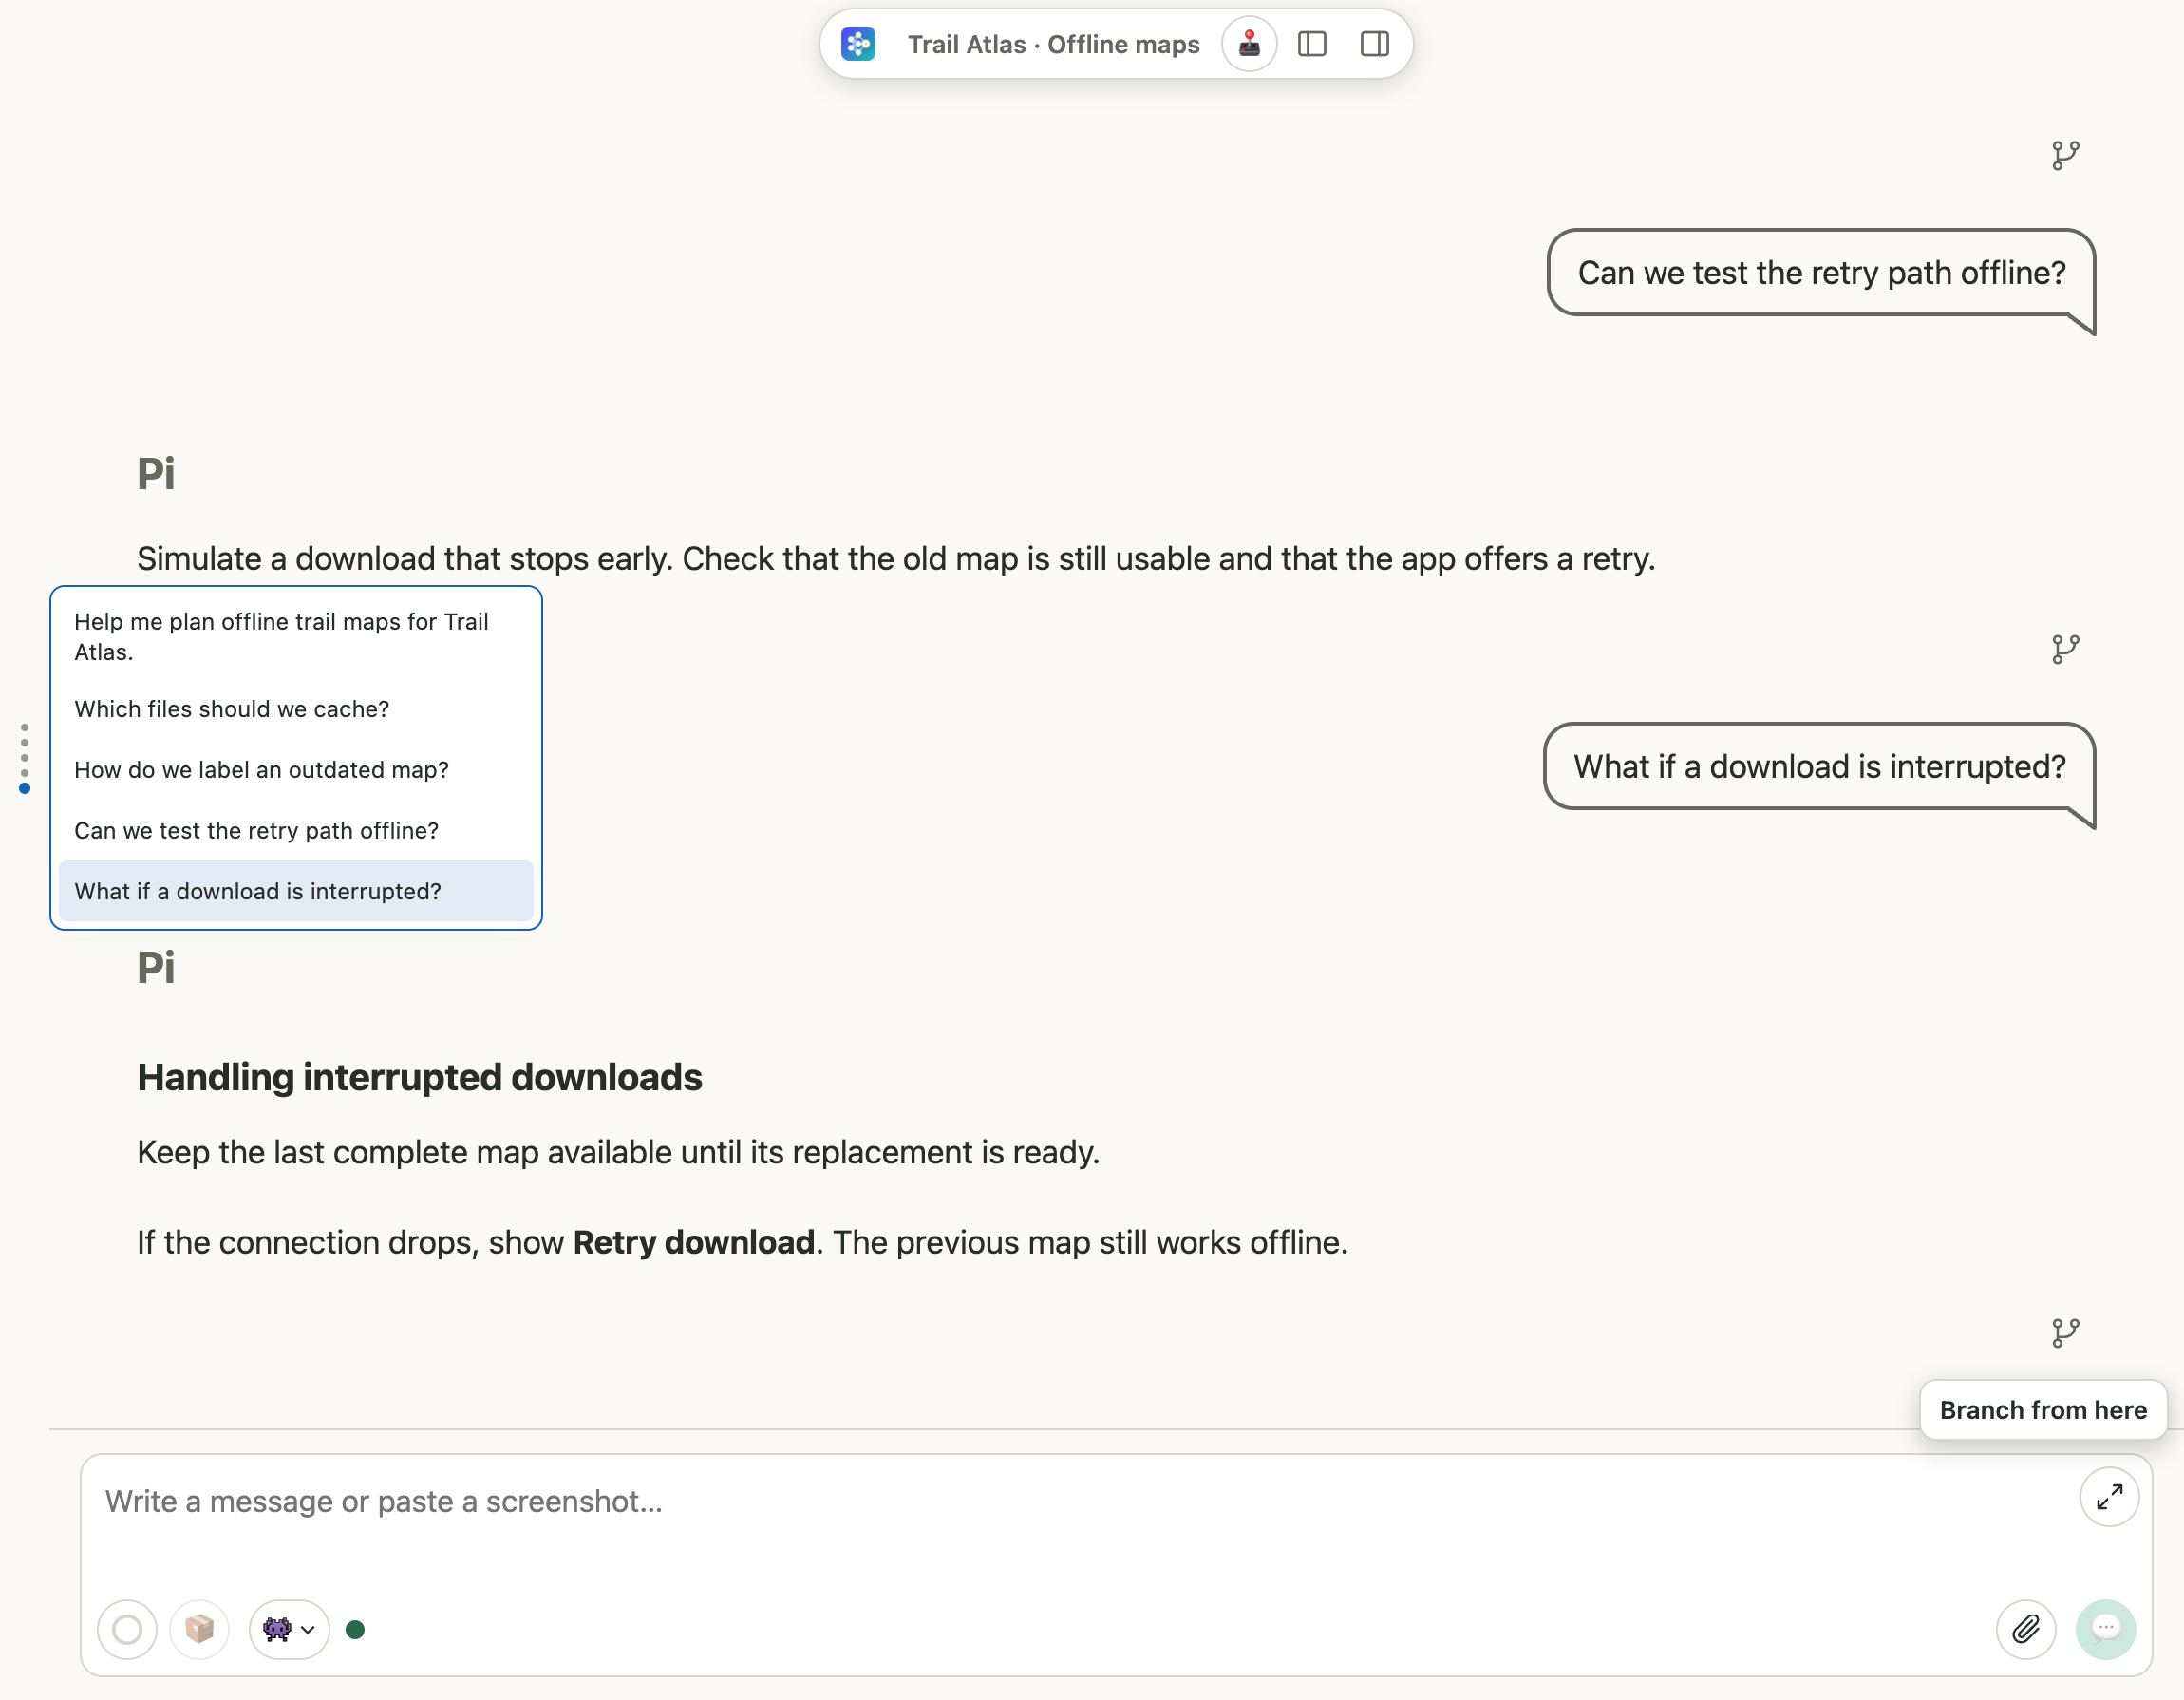 Trail Atlas · Offline maps
Can we test the retry path offline?
Pi
Simulate a download that stops early. Check that the old map is still usable and that the app offers a retry.
Help me plan offline trail maps for Trail
Atlas.
Which files should we cache?
How do we label an outdated map?
Can we test the retry path offline?
What if a download is interrupted?
What if a download is interrupted?
Pi
Handling interrupted downloads
Keep the last complete map available until its replacement is ready.
If the connection drops, show Retry download. The previous map still works offline.
Branch from here
Write a message or paste a screenshot...